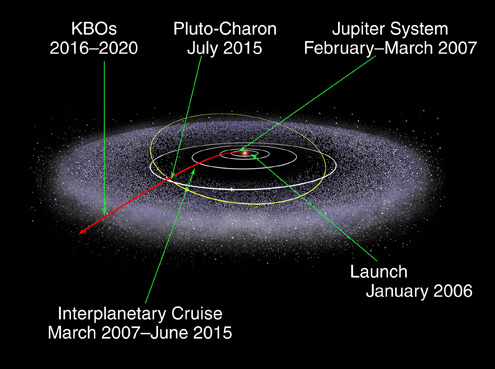 KBOs
2016–2020
Pluto-Charon
July 2015
Jupiter System
February–March 2007
Launch
January 2006
Interplanetary Cruise
March 2007–June 2015